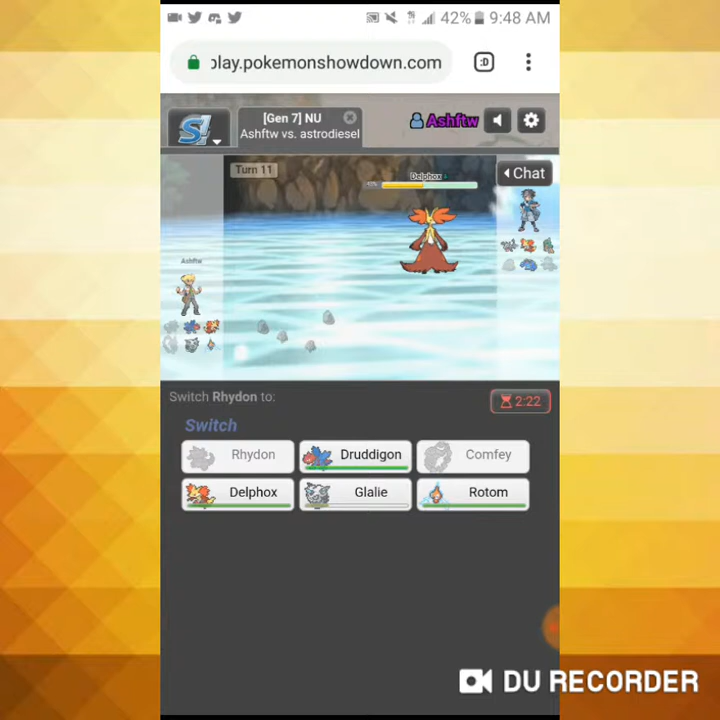 42% 9:48 AM
play.pokemonshowdown.com
:D
[Gen 7] NU
Ashftw vs. astrodiesel
Ashftw
Turn 11
Delphox
Chat
Ashftw
Switch Rhydon to:
2:22
Switch
Rhydon
Druddigon
Comfey
Delphox
Glalie
Rotom
DU RECORDER